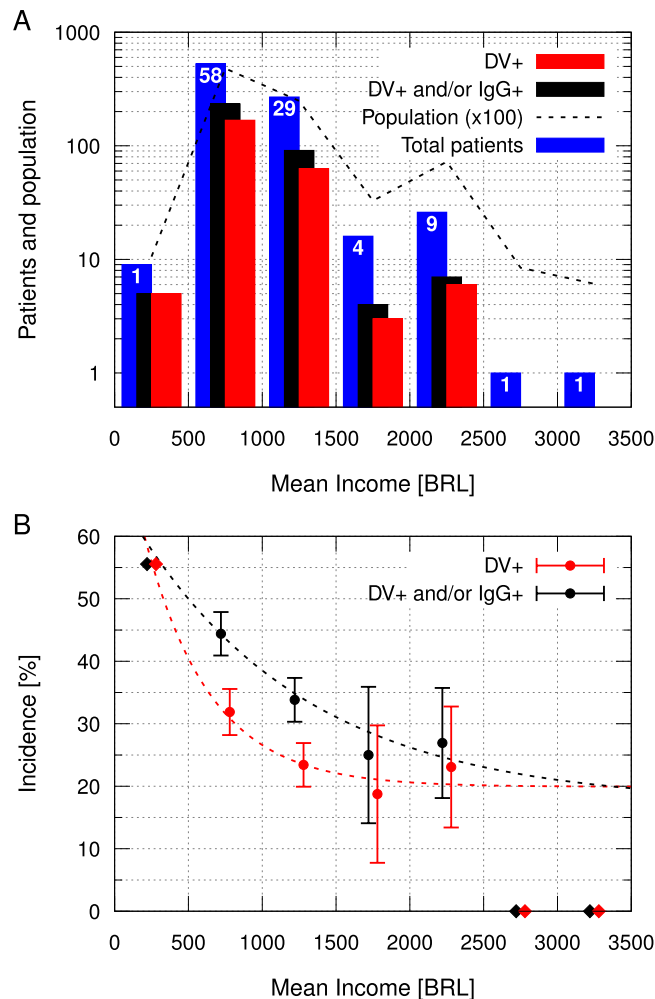 A
1000
100
10
1
Patients and population
DV+
DV+ and/or IgG+
Population (x100)
Total patients
1
58
29
4
9
1
1
0
500
1000
1500
2000
2500
3000
3500
Mean Income [BRL]
B
60
50
40
30
20
10
0
Incidence [%]
DV+
DV+ and/or IgG+
0
500
1000
1500
2000
2500
3000
3500
Mean Income [BRL]